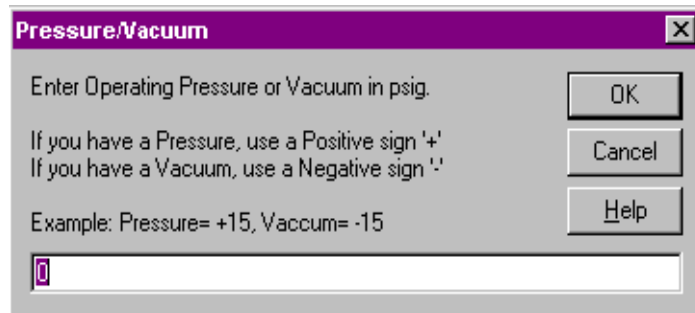 Pressure/Vacuum
Enter Operating Pressure or Vacuum in psig.
If you have a Pressure, use a Positive sign '+'
If you have a Vacuum, use a Negative sign '-'
Example: Pressure= +15, Vaccum= -15
0
OK
Cancel
Help